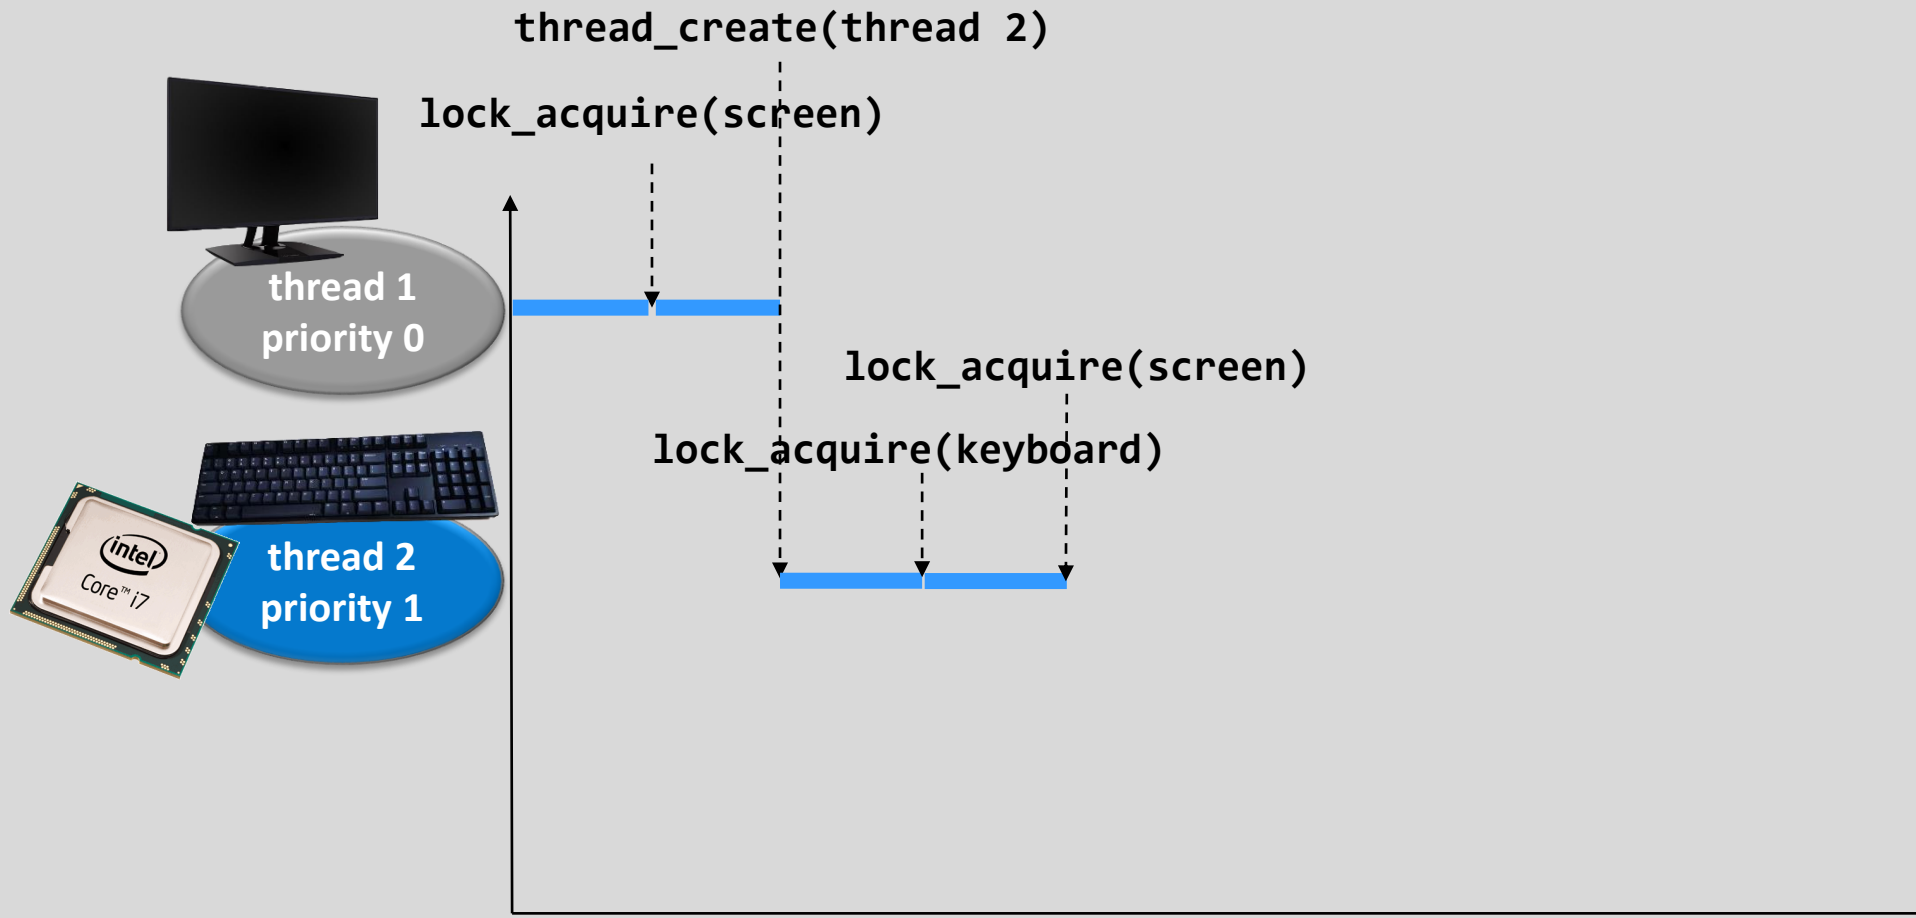 thread_create(thread 2)
lock_acquire(screen)
thread 1
priority 0
lock_acquire(screen)
lock_acquire(keyboard)
intel
Core™ i7
thread 2
priority 1